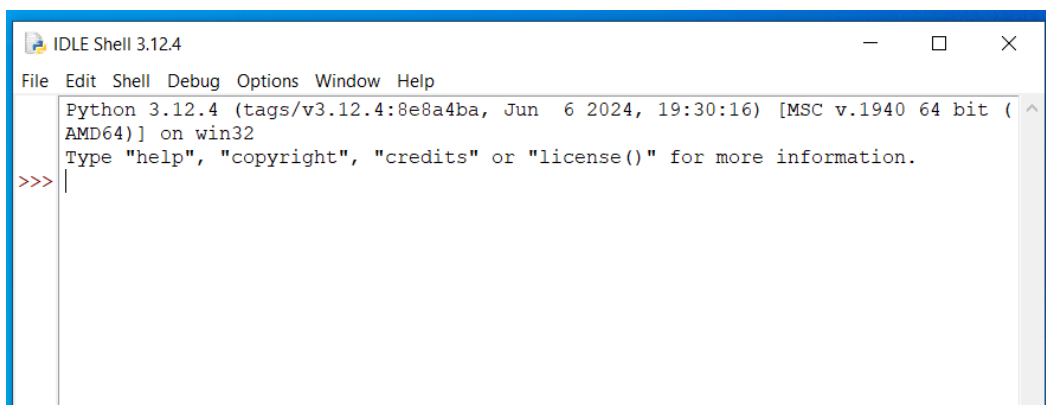 IDLE Shell 3.12.4
File Edit Shell Debug Options Window Help
Python 3.12.4 (tags/v3.12.4:8e8a4ba, Jun  6 2024, 19:30:16) [MSC v.1940 64 bit (
AMD64)] on win32
Type "help", "copyright", "credits" or "license()" for more information.
>>>